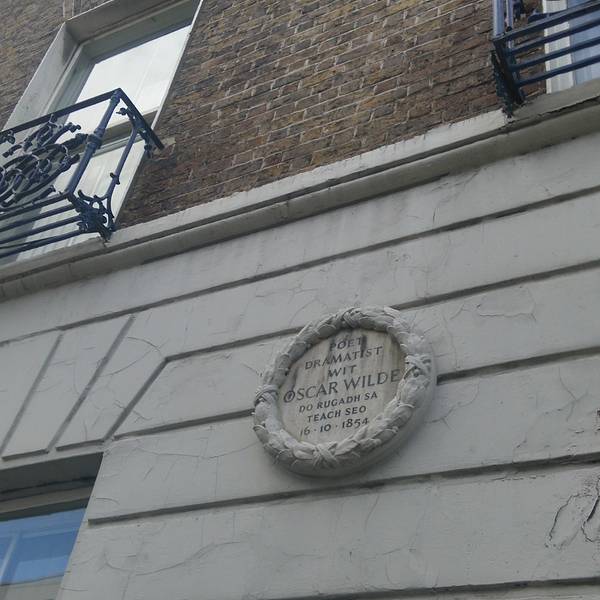 POET
DRAMATIST
WIT
OSCAR WILDE
DO RUGADH SA
TEACH SEO
16·10·1854